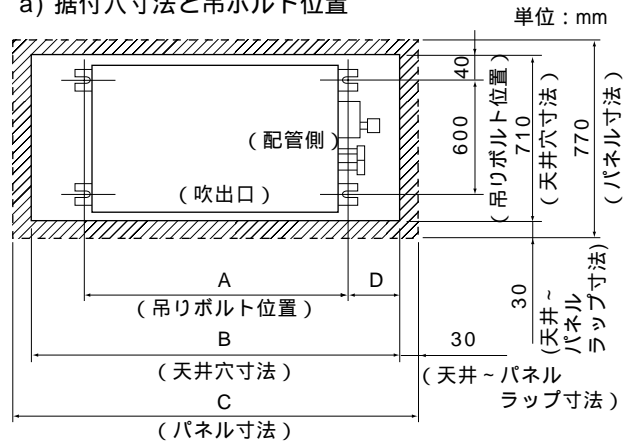 a) 据付穴寸法と吊ボルト位置
単位：mm
40
600
(吊りボルト位置)
710
(天井穴寸法)
770
(パネル寸法)
(配管側)
(吹出口)
A
(吊りボルト位置)
D
B
(天井穴寸法)
30
(天井~パネル
ラップ寸法)
30
(天井~
パネル
ラップ寸法)
C
(パネル寸法)